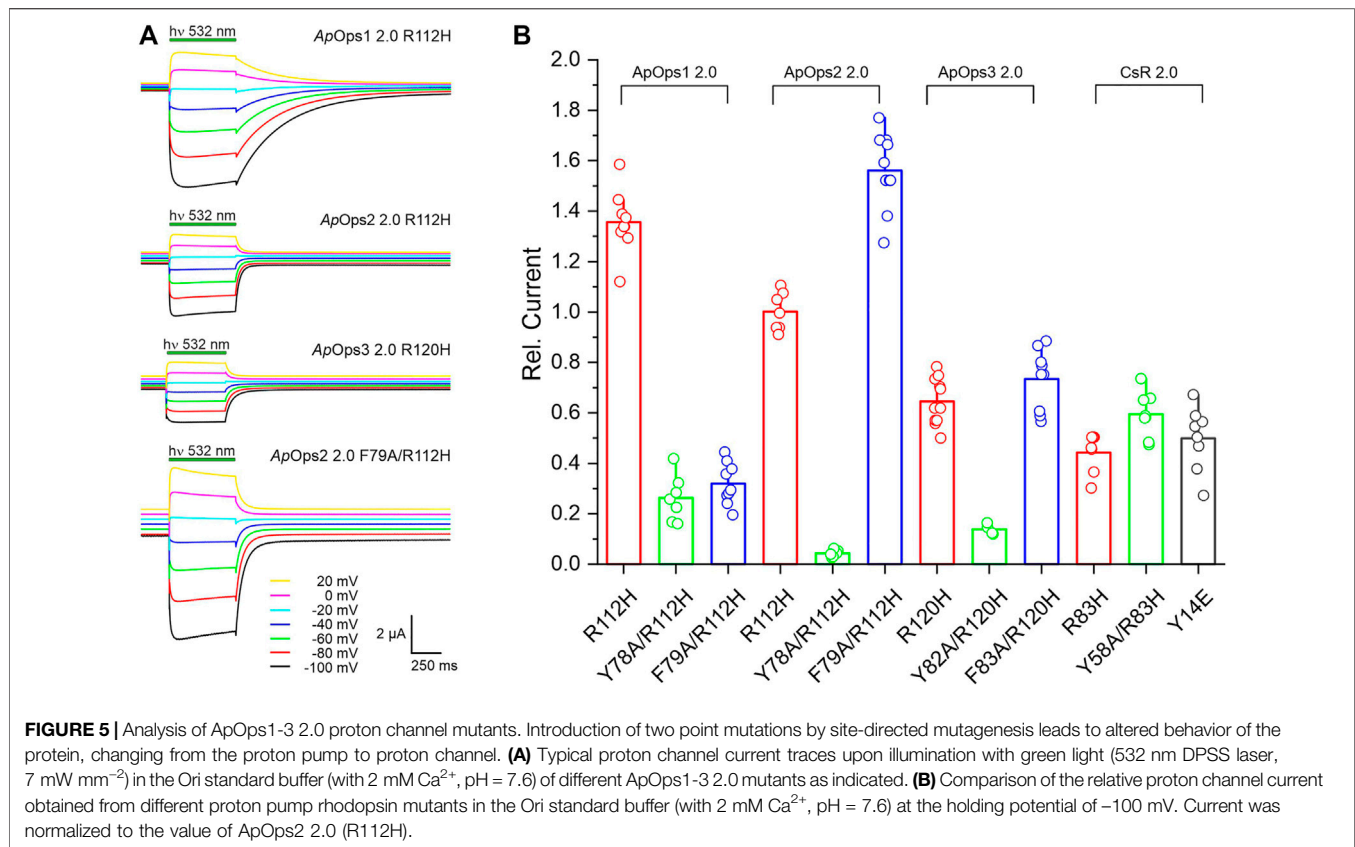 A
hν 532 nm
ApOps1 2.0 R112H
hν 532 nm
ApOps2 2.0 R112H
hν 532 nm
ApOps3 2.0 R120H
hν 532 nm
ApOps2 2.0 F79A/R112H
20 mV
0 mV
-20 mV
-40 mV
-60 mV
-80 mV
-100 mV
2 µA
250 ms
B
ApOps1 2.0
ApOps2 2.0
ApOps3 2.0
CsR 2.0
Rel. Current
2.0
1.8
1.6
1.4
1.2
1.0
0.8
0.6
0.4
0.2
0.0
R112H
Y78A/R112H
F79A/R112H
R112H
Y78A/R112H
F79A/R112H
R120H
Y82A/R120H
F83A/R120H
R83H
Y58A/R83H
Y14E
FIGURE 5 | Analysis of ApOps1-3 2.0 proton channel mutants. Introduction of two point mutations by site-directed mutagenesis leads to altered behavior of the
protein, changing from the proton pump to proton channel. (A) Typical proton channel current traces upon illumination with green light (532 nm DPSS laser,
7 mW mm⁻²) in the Ori standard buffer (with 2 mM Ca²⁺, pH = 7.6) of different ApOps1-3 2.0 mutants as indicated. (B) Comparison of the relative proton channel current
obtained from different proton pump rhodopsin mutants in the Ori standard buffer (with 2 mM Ca²⁺, pH = 7.6) at the holding potential of –100 mV. Current was
normalized to the value of ApOps2 2.0 (R112H).